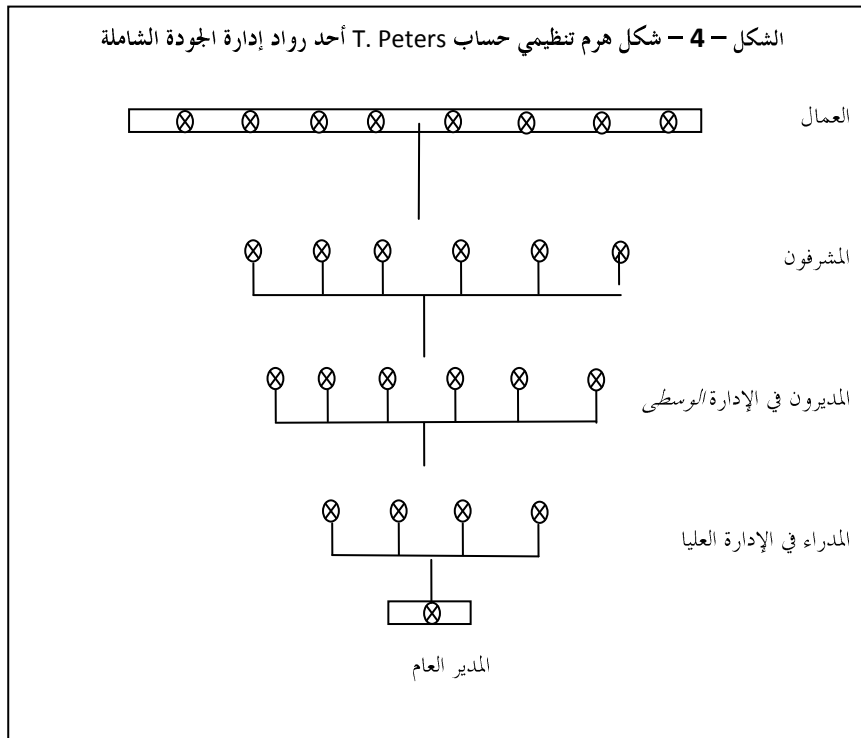 الشكل – 4 – شكل هرم تنظيمي حساب T. Peters أحد رواد إدارة الجودة الشاملة
العمال
المشرفون
المديرون في الإدارة الوسطى
المدراء في الإدارة العليا
المدير العام